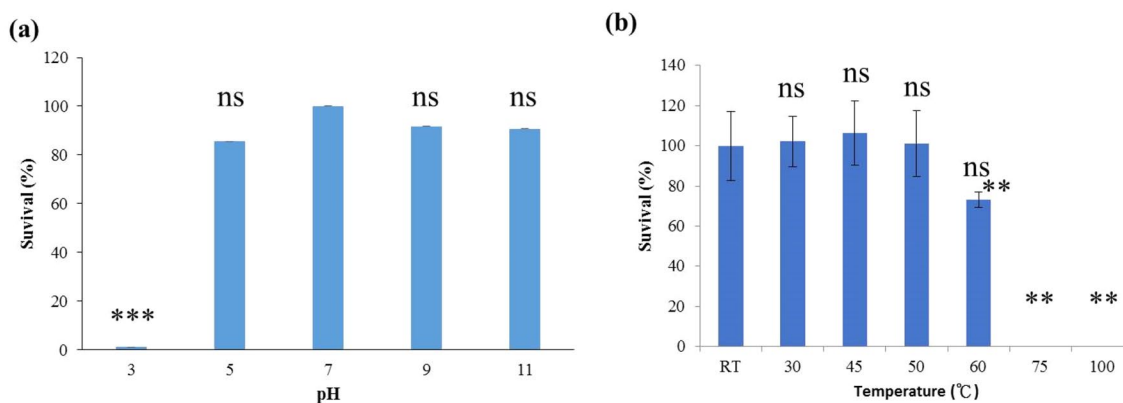 (a)
120
100
80
60
40
20
0
Suvival (%)
***
ns
ns
ns
3 5 7 9 11
pH
(b)
140
120
100
80
60
40
20
0
Suvival (%)
ns
ns
ns
ns
**
**
**
RT 30 45 50 60 75 100
Temperature (℃)